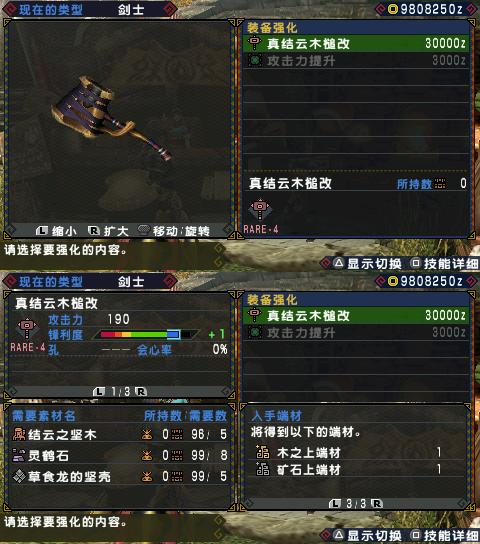 现在的类型 剑士
9808250z
装备强化
真结云木槌改 30000z
攻击力提升 3000z
真结云木槌改 所持数 0
RARE-4
L 缩小 R 扩大 移动/旋转
请选择要强化的内容。
△显示切换 □技能详细
现在的类型 剑士
9808250z
真结云木槌改
攻击力 190
锋利度 +1
RARE-4 孔 --- 会心率 0%
L 1/3 R
装备强化
真结云木槌改 30000z
攻击力提升 3000z
需要素材名 所持数/需要数
结云之坚木 0 96/ 5
灵鹤石 0 99/ 8
草食龙的坚壳 0 99/ 5
入手端材
将得到以下的端材。
木之上端材 1
矿石上端材 1
L 3/3 R
请选择要强化的内容。
△显示切换 □技能详细